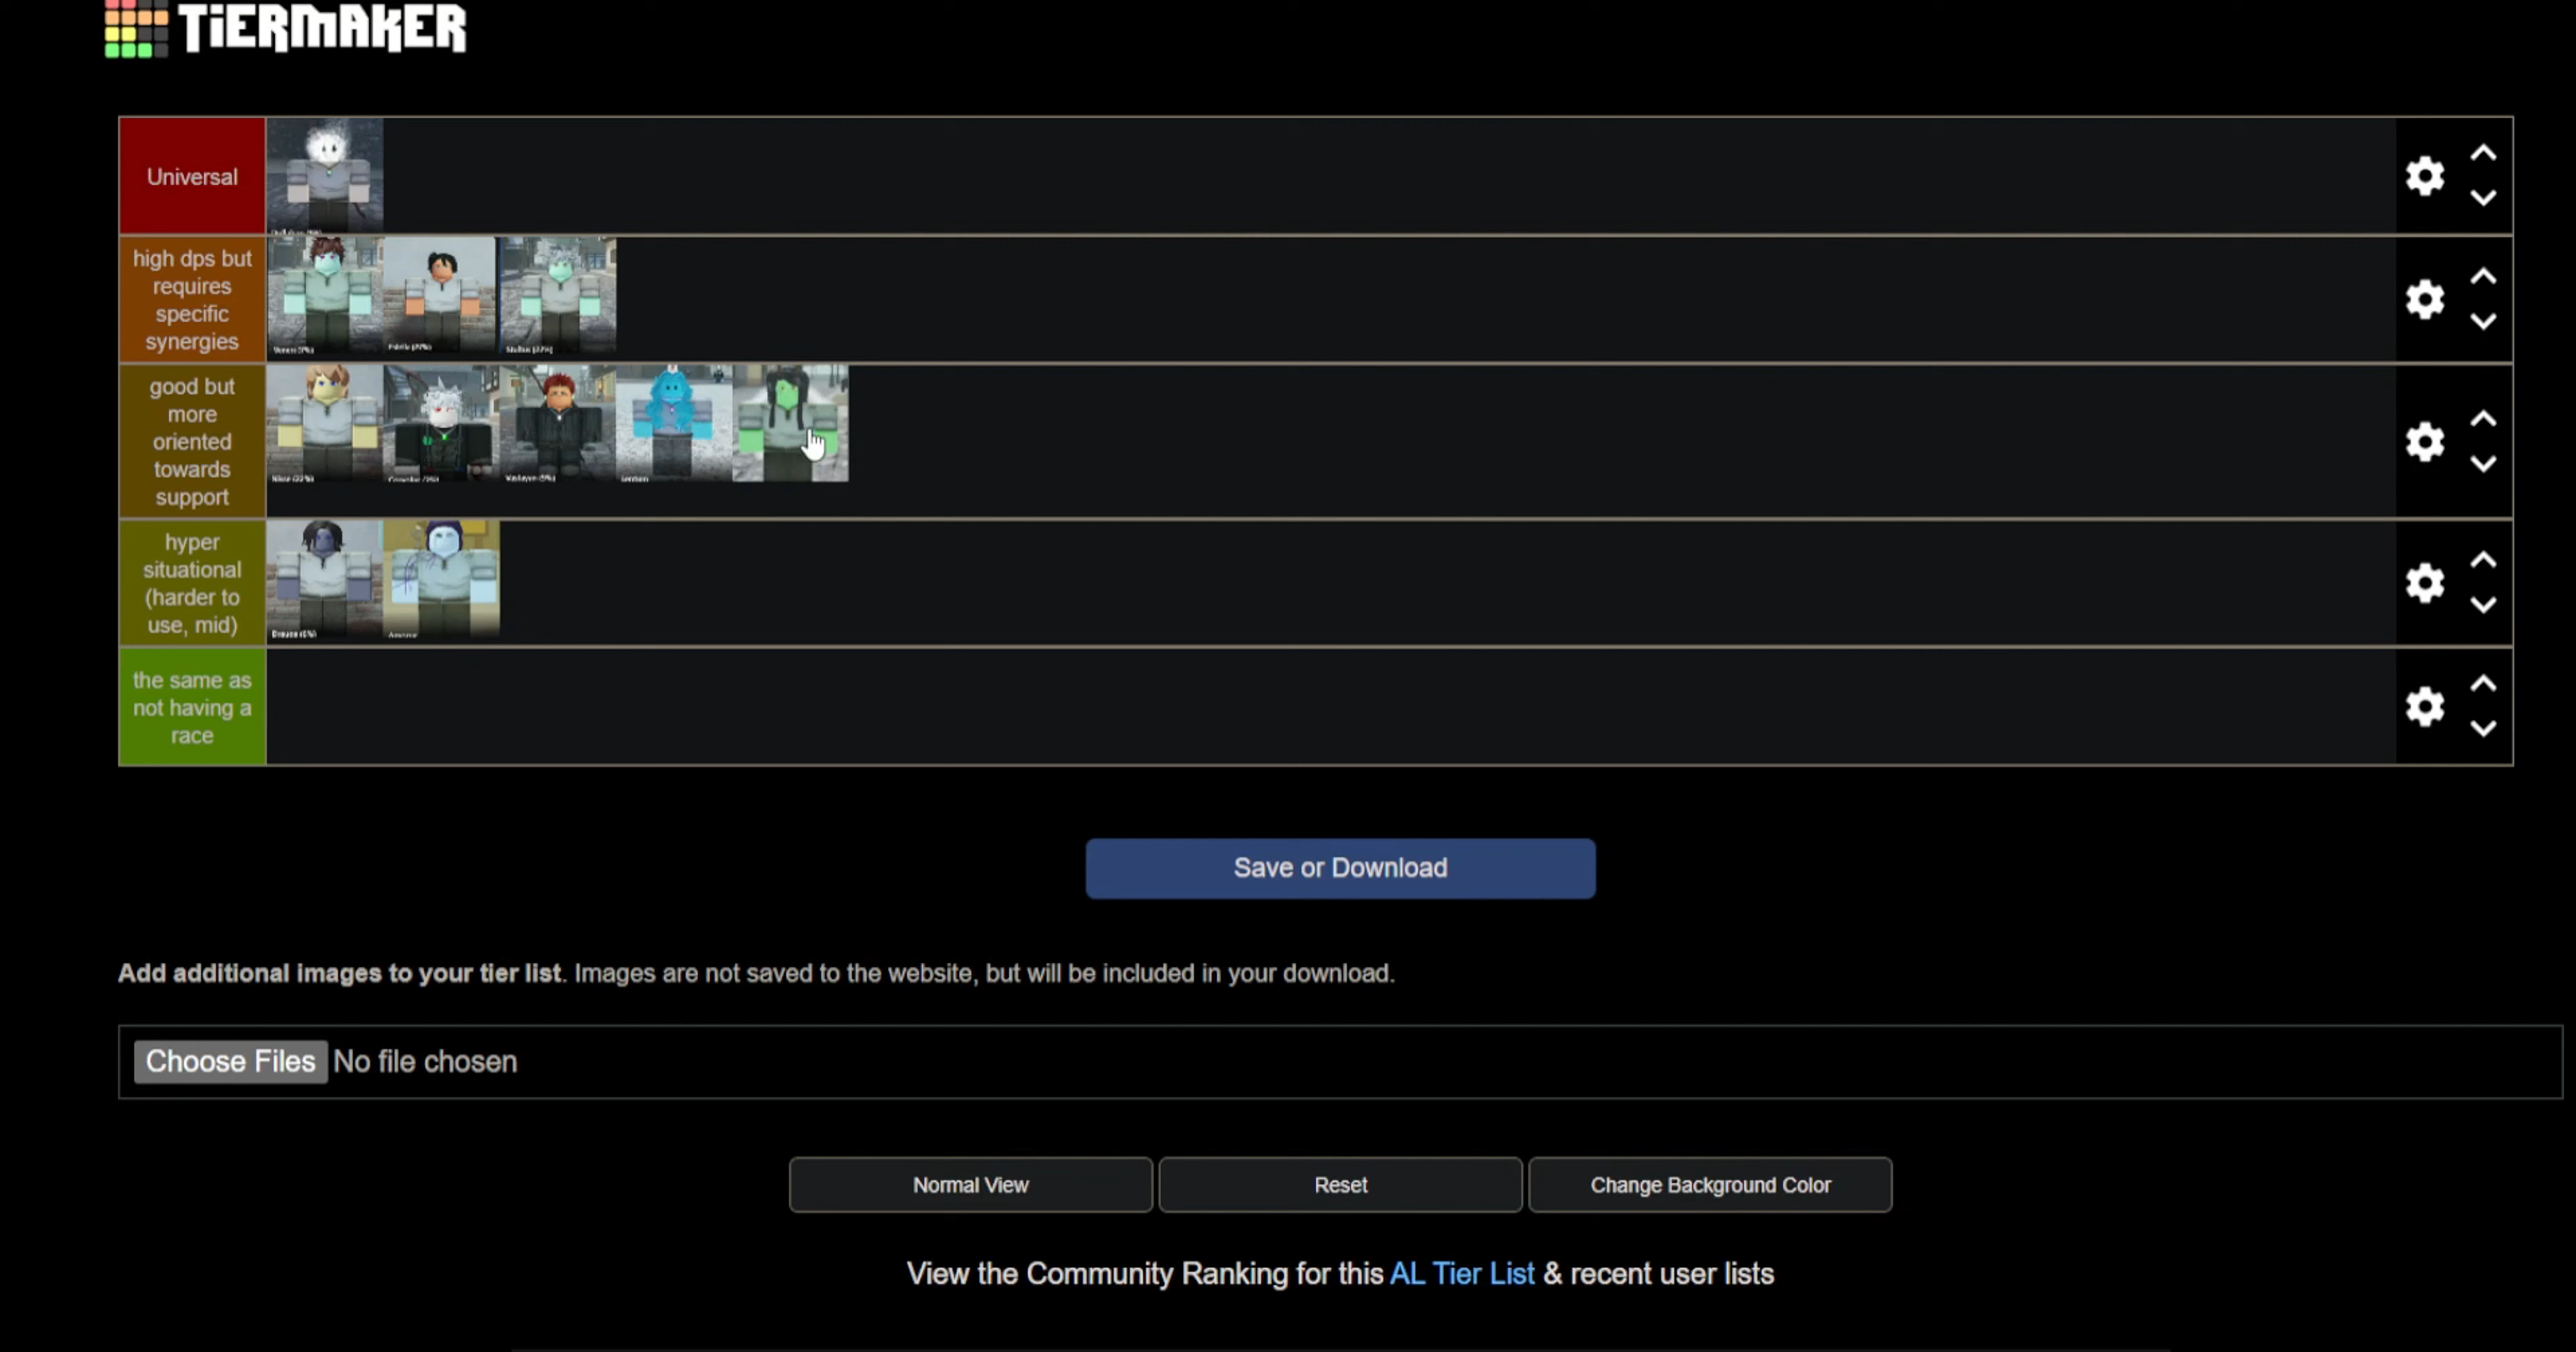 TiERMAKER
Universal
high dps but
requires
specific
synergies
good but
more
oriented
towards
support
hyper
situational
(harder to
use, mid)
the same as
not having a
race
Save or Download
Add additional images to your tier list. Images are not saved to the website, but will be included in your download.
Choose Files No file chosen
Normal View
Reset
Change Background Color
View the Community Ranking for this AL Tier List & recent user lists